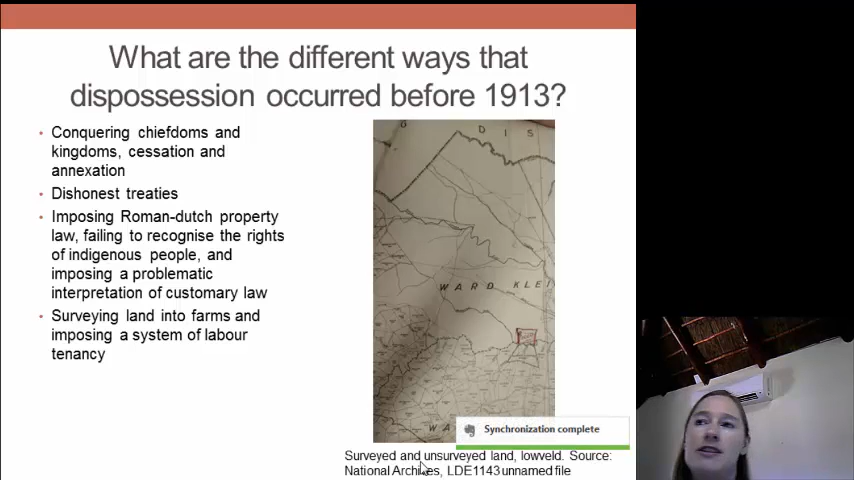 What are the different ways that
dispossession occurred before 1913?
• Conquering chiefdoms and
kingdoms, cessation and
annexation
• Dishonest treaties
• Imposing Roman-dutch property
law, failing to recognise the rights
of indigenous people, and
imposing a problematic
interpretation of customary law
• Surveying land into farms and
imposing a system of labour
tenancy
O D I S
WARD KLEI
WA
Synchronization complete
Surveyed and unsurveyed land, lowveld. Source:
National Archives, LDE1143 unnamed file